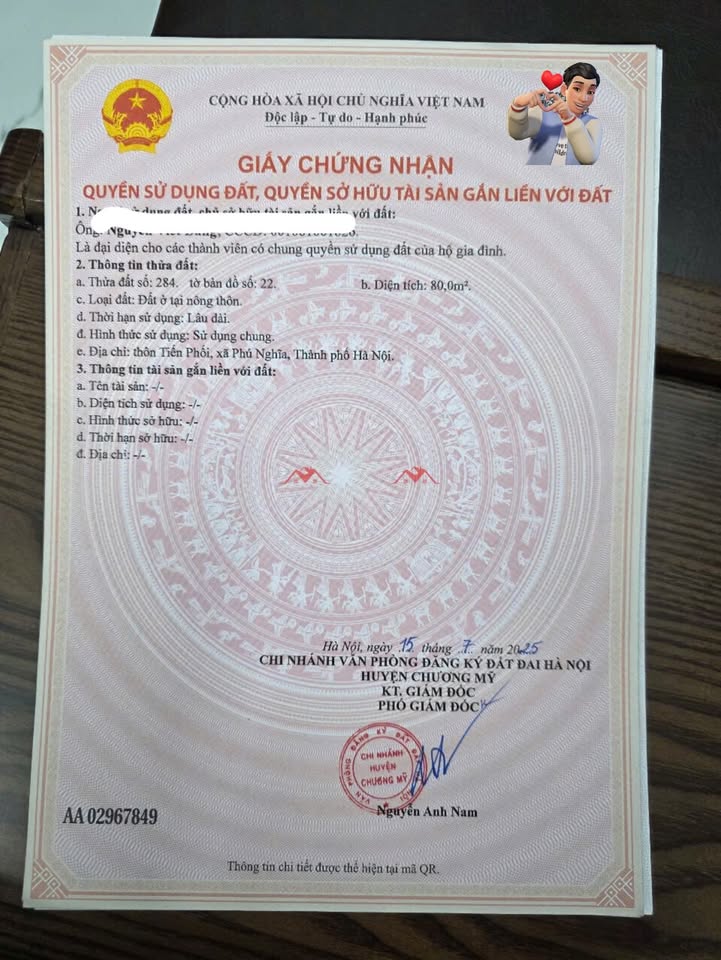 CỘNG HÒA XÃ HỘI CHỦ NGHĨA VIỆT NAM
Độc lập - Tự do - Hạnh phúc
GIẤY CHỨNG NHẬN
QUYỀN SỬ DỤNG ĐẤT, QUYỀN SỞ HỮU TÀI SẢN GẮN LIỀN VỚI ĐẤT
1. sử dụng đất, chủ sở hữu tài sản gắn liền với đất:
Ông
Là đại diện cho các thành viên có chung quyền sử dụng đất của hộ gia đình.
2. Thông tin thửa đất:
a. Thửa đất số: 284. tờ bản đồ số: 22. b. Diện tích: 80,0m².
c. Loại đất: Đất ở tại nông thôn.
d. Thời hạn sử dụng: Lâu dài.
đ. Hình thức sử dụng: Sử dụng chung.
e. Địa chỉ: thôn Tiến Phối, xã Phú Nghĩa, Thành phố Hà Nội.
3. Thông tin tài sản gắn liền với đất:
a. Tên tài sản: -/-
b. Diện tích sử dụng: -/-
c. Hình thức sở hữu: -/-
d. Thời hạn sở hữu: -/-
đ. Địa chỉ: -/-
Hà Nội, ngày 15 tháng 7 năm 2025
CHI NHÁNH VĂN PHÒNG ĐĂNG KÝ ĐẤT ĐAI HÀ NỘI
HUYỆN CHƯƠNG MỸ
KT. GIÁM ĐỐC
PHÓ GIÁM ĐỐC
VĂN PHÒNG ĐĂNG KÝ ĐẤT ĐAI HÀ NỘI
CHI NHÁNH
HUYỆN
CHƯƠNG MỸ
Nguyễn Anh Nam
AA 02967849
Thông tin chi tiết được thể hiện tại mã QR.